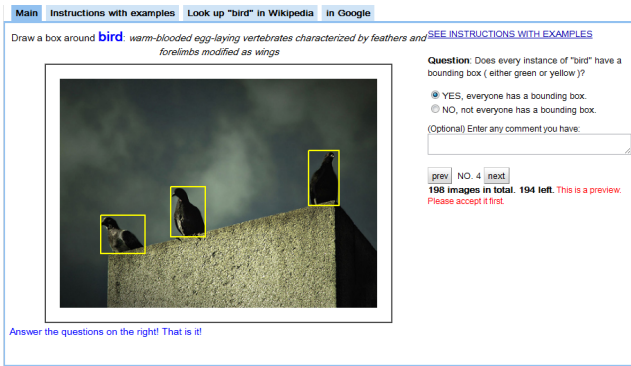 Main Instructions with examples Look up "bird" in Wikipedia in Google
Draw a box around bird: warm-blooded egg-laying vertebrates characterized by feathers and
forelimbs modified as wings
Answer the questions on the right! That is it!
SEE INSTRUCTIONS WITH EXAMPLES
Question: Does every instance of "bird" have a
bounding box ( either green or yellow )?
YES, everyone has a bounding box.
NO, not everyone has a bounding box.
(Optional) Enter any comment you have:
prev NO. 4 next
198 images in total. 194 left. This is a preview,
Please accept it first.